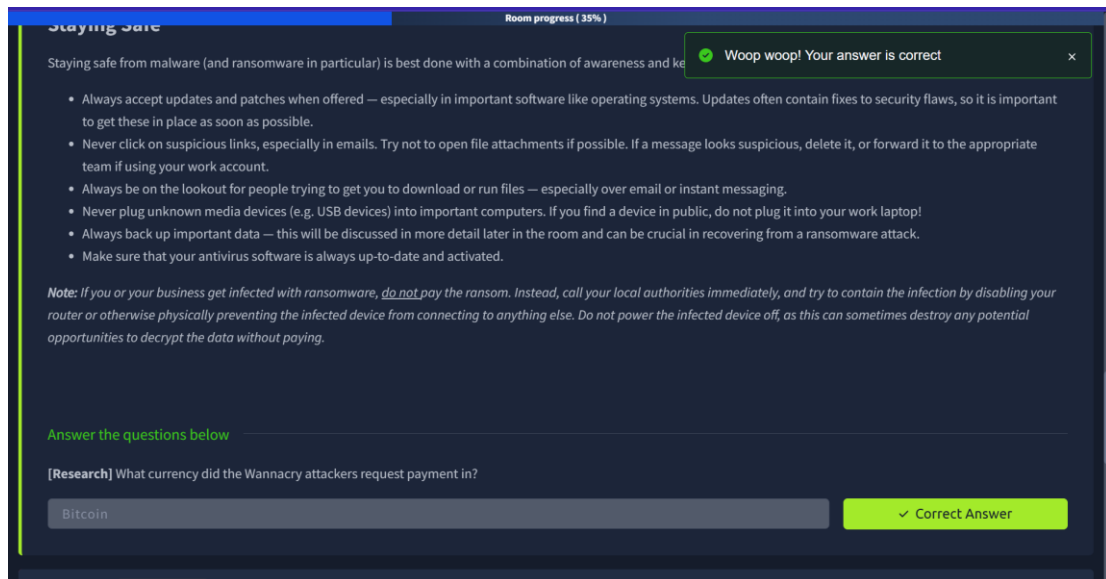 Room progress ( 35% )
Staying Safe
Woop woop! Your answer is correct
Staying safe from malware (and ransomware in particular) is best done with a combination of awareness and
• Always accept updates and patches when offered — especially in important software like operating systems. Updates often contain fixes to security flaws, so it is important
to get these in place as soon as possible.
• Never click on suspicious links, especially in emails. Try not to open file attachments if possible. If a message looks suspicious, delete it, or forward it to the appropriate
team if using your work account.
• Always be on the lookout for people trying to get you to download or run files — especially over email or instant messaging.
• Never plug unknown media devices (e.g. USB devices) into important computers. If you find a device in public, do not plug it into your work laptop!
• Always back up important data — this will be discussed in more detail later in the room and can be crucial in recovering from a ransomware attack.
• Make sure that your antivirus software is always up-to-date and activated.
Note: If you or your business get infected with ransomware, do not pay the ransom. Instead, call your local authorities immediately, and try to contain the infection by disabling your
router or otherwise physically preventing the infected device from connecting to anything else. Do not power the infected device off, as this can sometimes destroy any potential
opportunities to decrypt the data without paying.
Answer the questions below
[Research] What currency did the Wannacry attackers request payment in?
Bitcoin
✓ Correct Answer